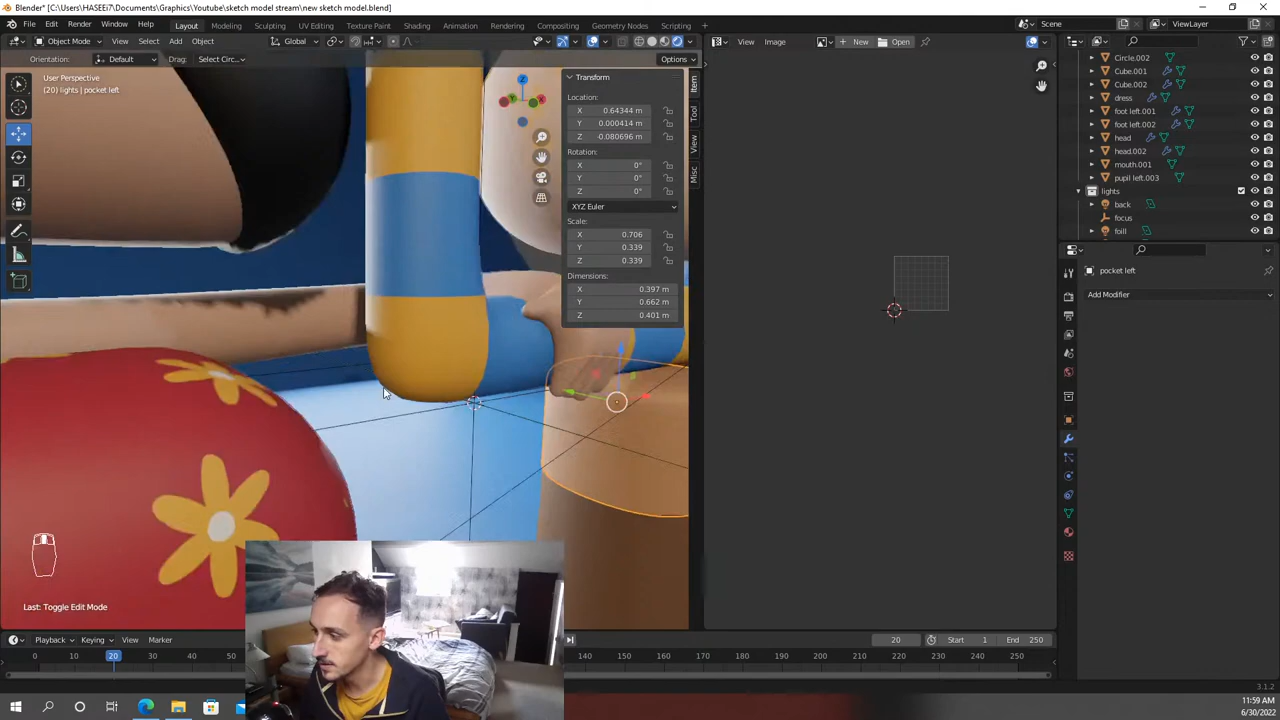 Blender* [C:\Users\HASEEi7\Documents\Graphics\Youtube\sketch model stream\new sketch model.blend]
File Edit Render Window Help Layout Modeling Sculpting UV Editing Texture Paint Shading Animation Rendering Compositing Geometry Nodes Scripting + Scene ViewLayer
Object Mode View Select Add Object Global View Image New Open
Orientation: Default Drag: Select Circ... Options
User Perspective
(20) lights | pocket left
Transform
Location:
X 0.64344 m
Y 0.000414 m
Z -0.080696 m
Rotation:
X 0°
Y 0°
Z 0°
XYZ Euler
Scale:
X 0.706
Y 0.339
Z 0.339
Dimensions:
X 0.397 m
Y 0.662 m
Z 0.401 m
Item
Tool
View
Misc
Circle.002
Cube.001
Cube.002
dress
foot left.001
foot left.002
head
head.002
mouth.001
pupil left.003
lights
back
focus
foill
pocket left
Add Modifier
Last: Toggle Edit Mode
Playback Keying View Marker 20 Start 1 End 250
0 10 20 30 40 50 140 150 160 170 180 190 200 210 220 230 240 250
3.1.2
11:59 AM
6/30/2022